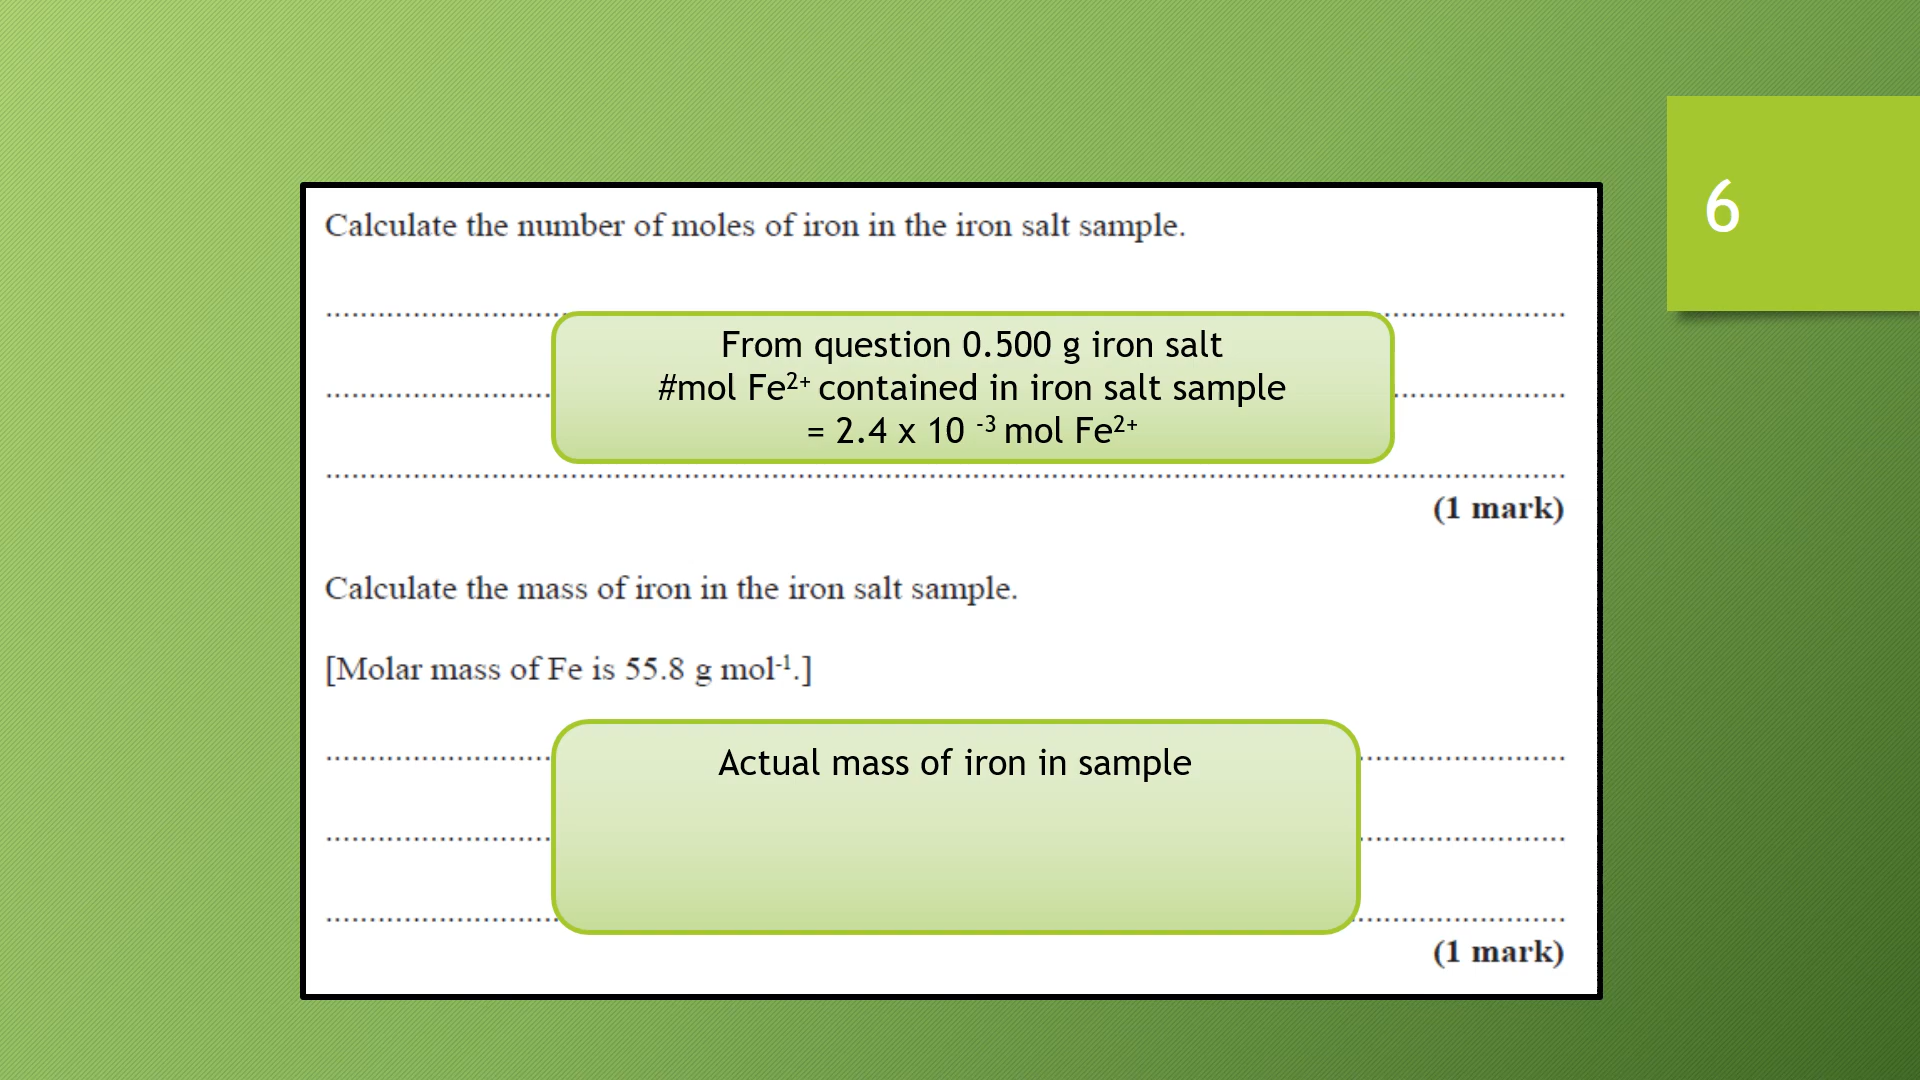 6
Calculate the number of moles of iron in the iron salt sample.
From question 0.500 g iron salt
#mol Fe²⁺ contained in iron salt sample
= 2.4 x 10 ⁻³ mol Fe²⁺
(1 mark)
Calculate the mass of iron in the iron salt sample.
[Molar mass of Fe is 55.8 g mol⁻¹.]
Actual mass of iron in sample
(1 mark)